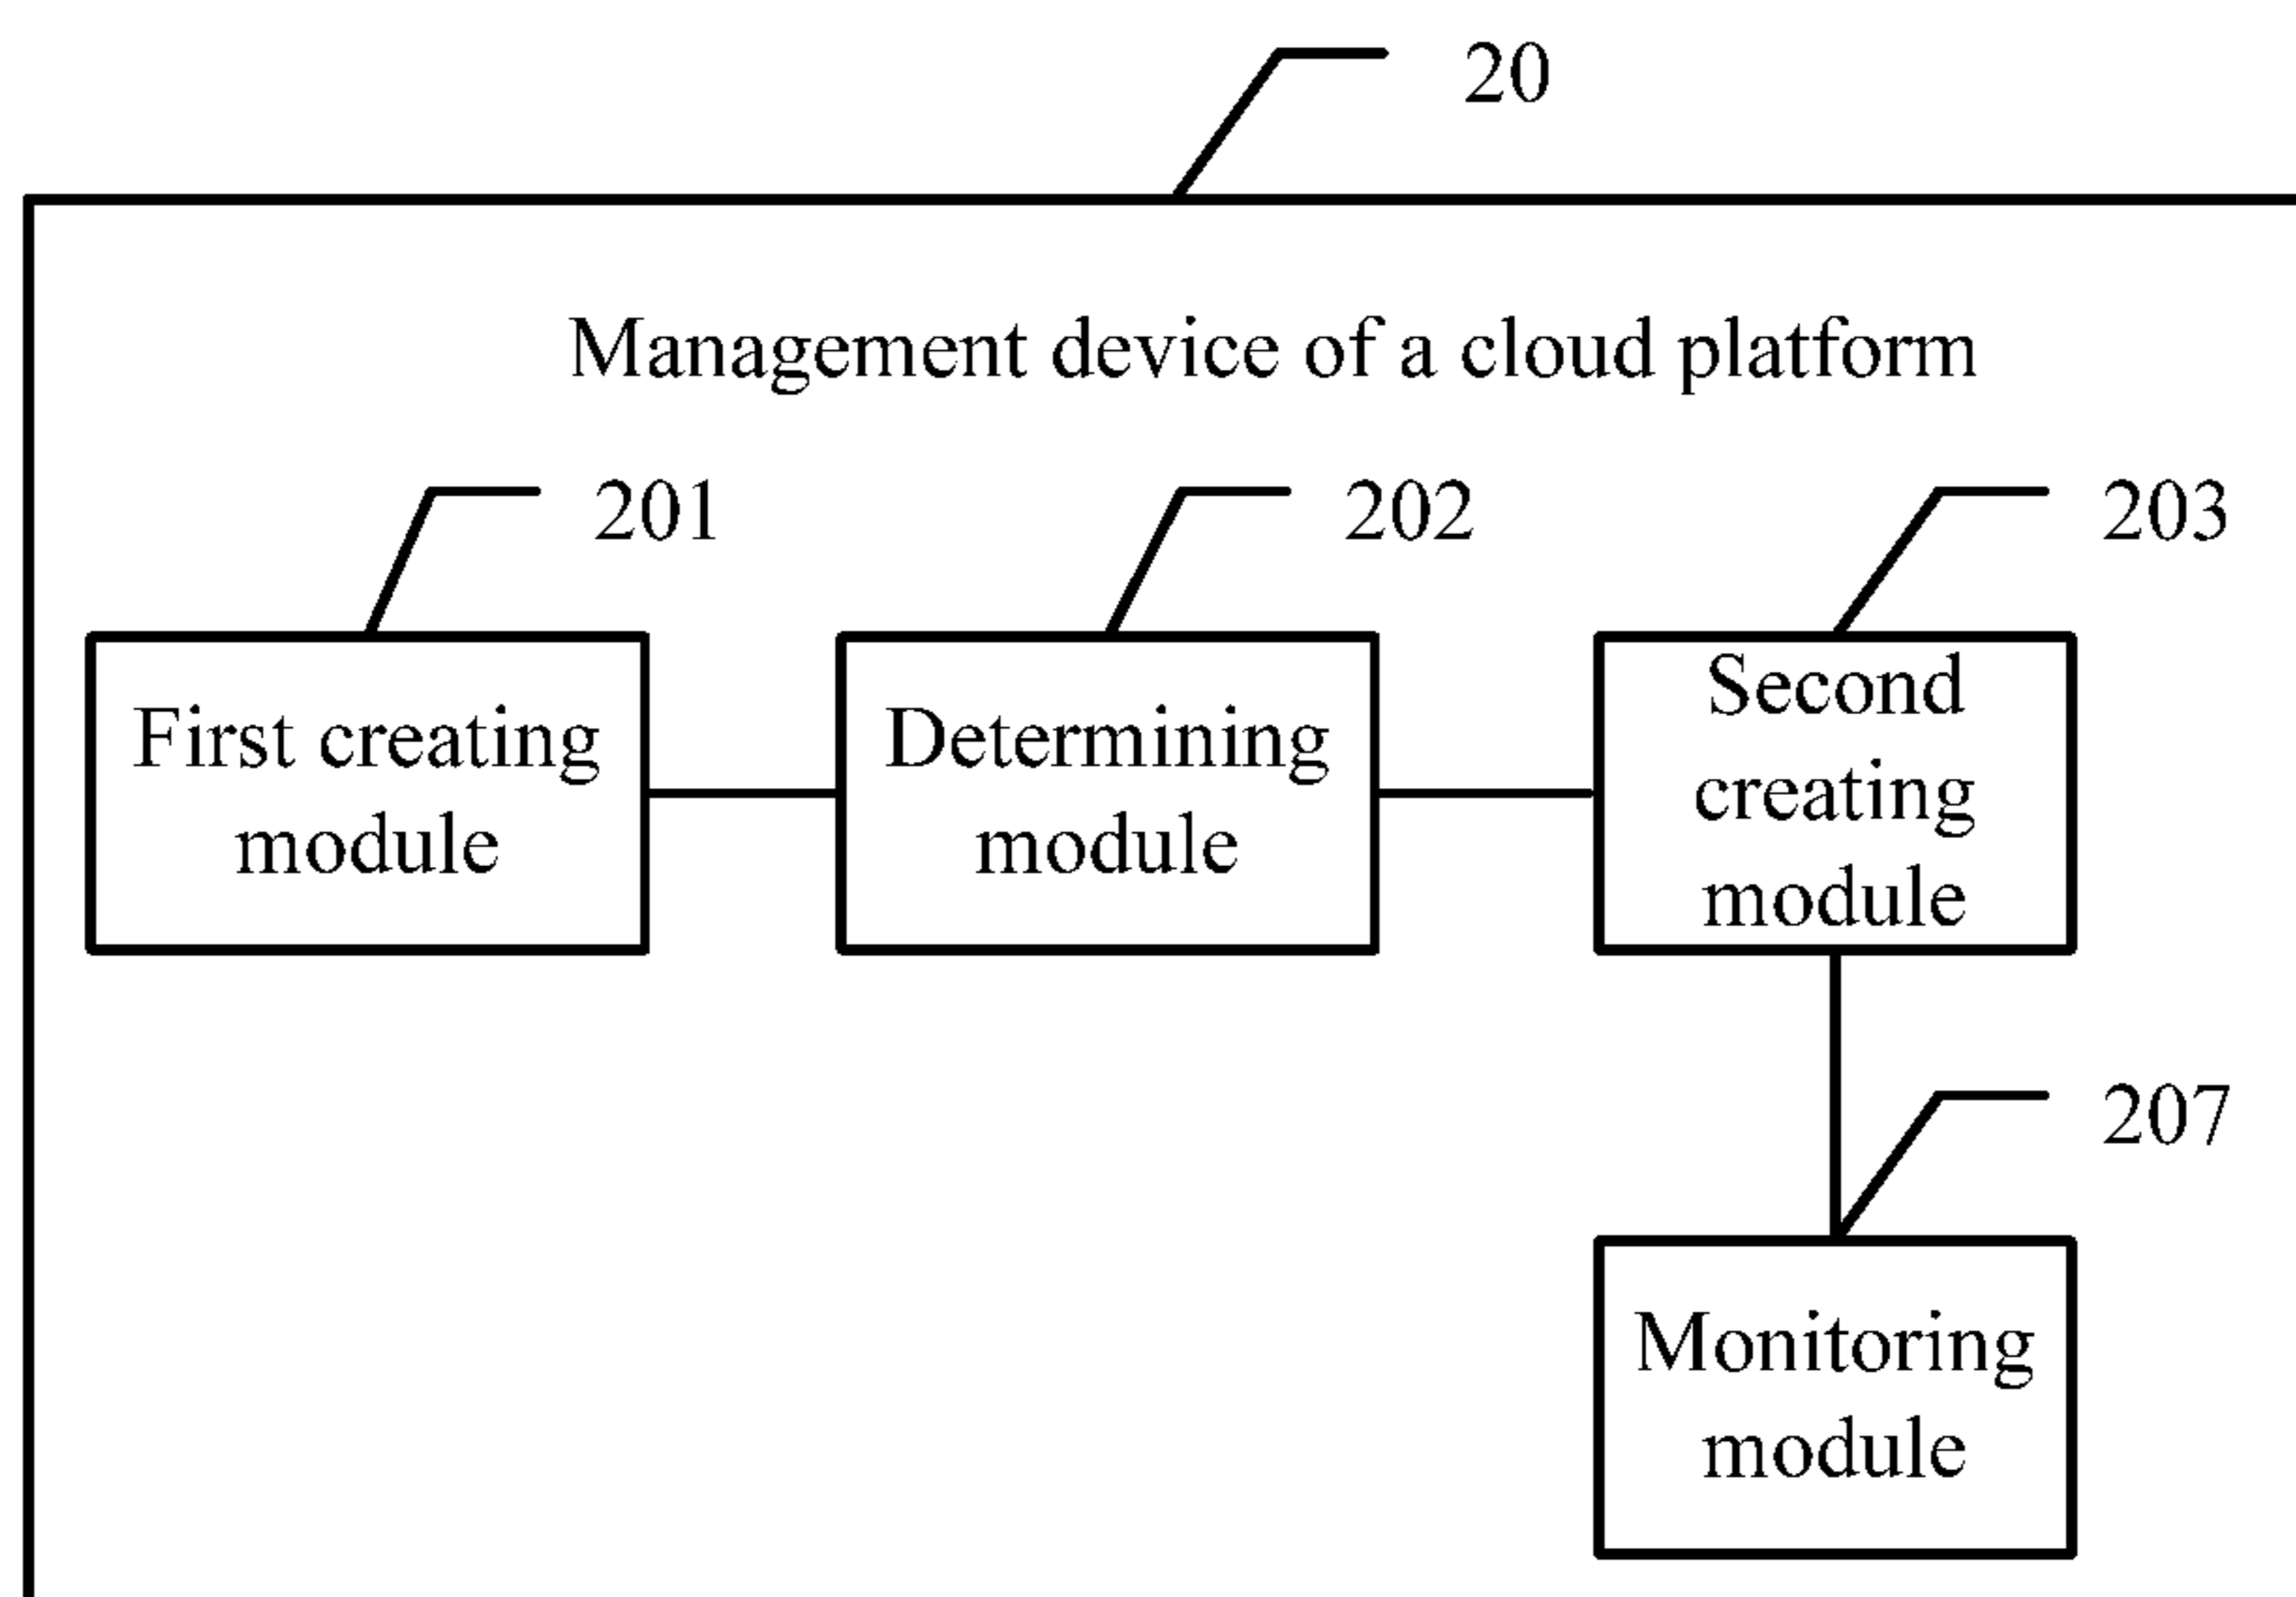 20
Management device of a cloud platform
201
202
203
First creating
module
Determining
module
Second
creating
module
207
Monitoring
module